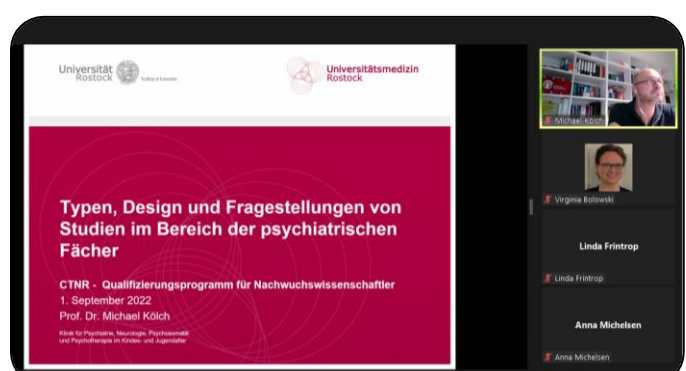 Universität
Rostock
Universitätsmedizin
Rostock
Typen, Design und Fragestellungen von
Studien im Bereich der psychiatrischen
Fächer
CTNR - Qualifizierungsprogramm für Nachwuchswissenschaftler
1. September 2022
Prof. Dr. Michael Kölch
Klinik für Psychiatrie, Neurologie, Psychosomatik
und Psychotherapie im Kindes- und Jugendalter
Michael Kölch
Virginia Bolowski
Linda Frintrop
Linda Frintrop
Anna Michelsen
Anna Michelsen